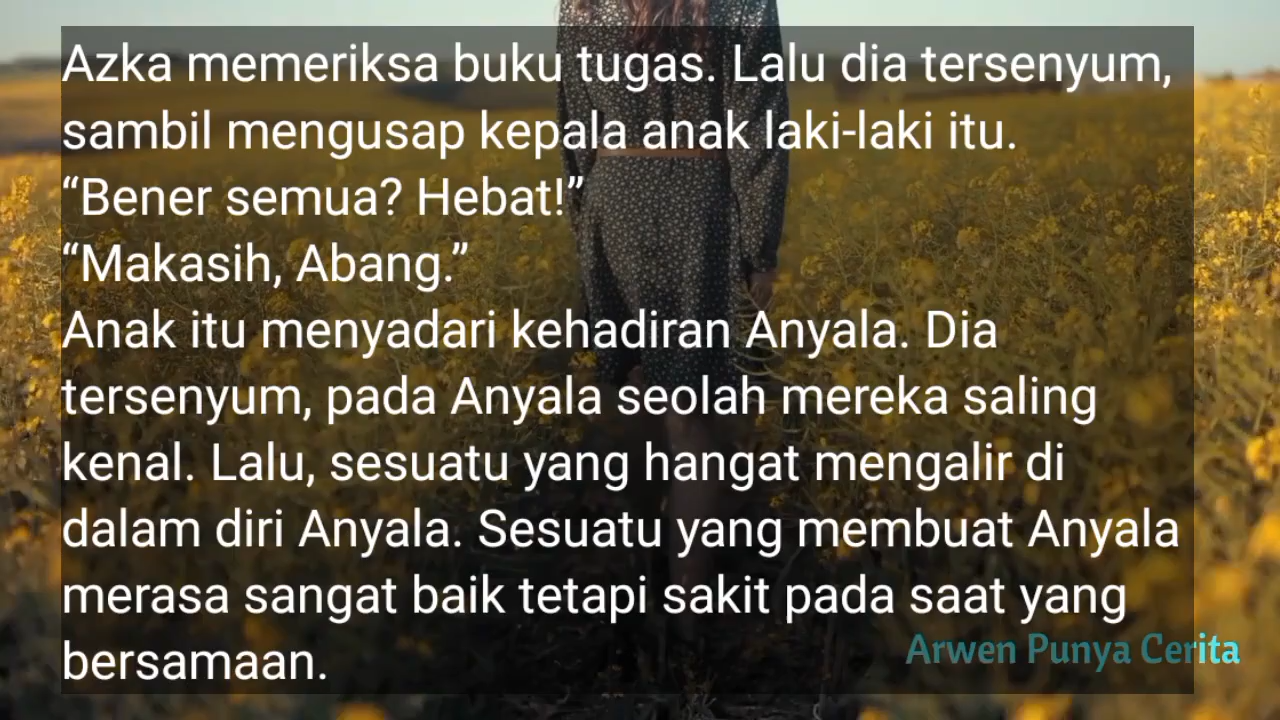 Azka memeriksa buku tugas. Lalu dia tersenyum,
sambil mengusap kepala anak laki-laki itu.
“Bener semua? Hebat!”
“Makasih, Abang.”
Anak itu menyadari kehadiran Anyala. Dia
tersenyum, pada Anyala seolah mereka saling
kenal. Lalu, sesuatu yang hangat mengalir di
dalam diri Anyala. Sesuatu yang membuat Anyala
merasa sangat baik tetapi sakit pada saat yang
bersamaan.
Arwen Punya Cerita